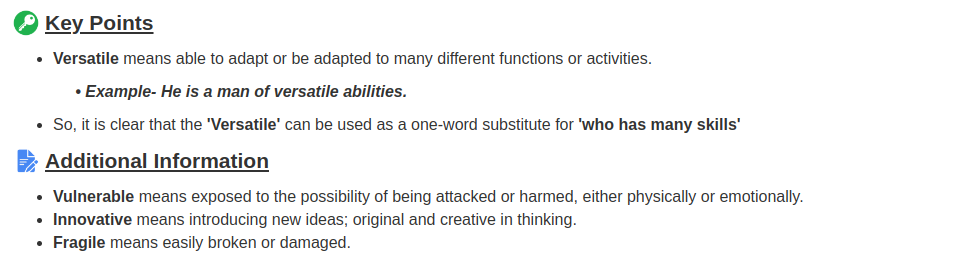 Key Points
• Versatile means able to adapt or be adapted to many different functions or activities.
• Example- He is a man of versatile abilities.
• So, it is clear that the 'Versatile' can be used as a one-word substitute for 'who has many skills'
Additional Information
• Vulnerable means exposed to the possibility of being attacked or harmed, either physically or emotionally.
• Innovative means introducing new ideas; original and creative in thinking.
• Fragile means easily broken or damaged.